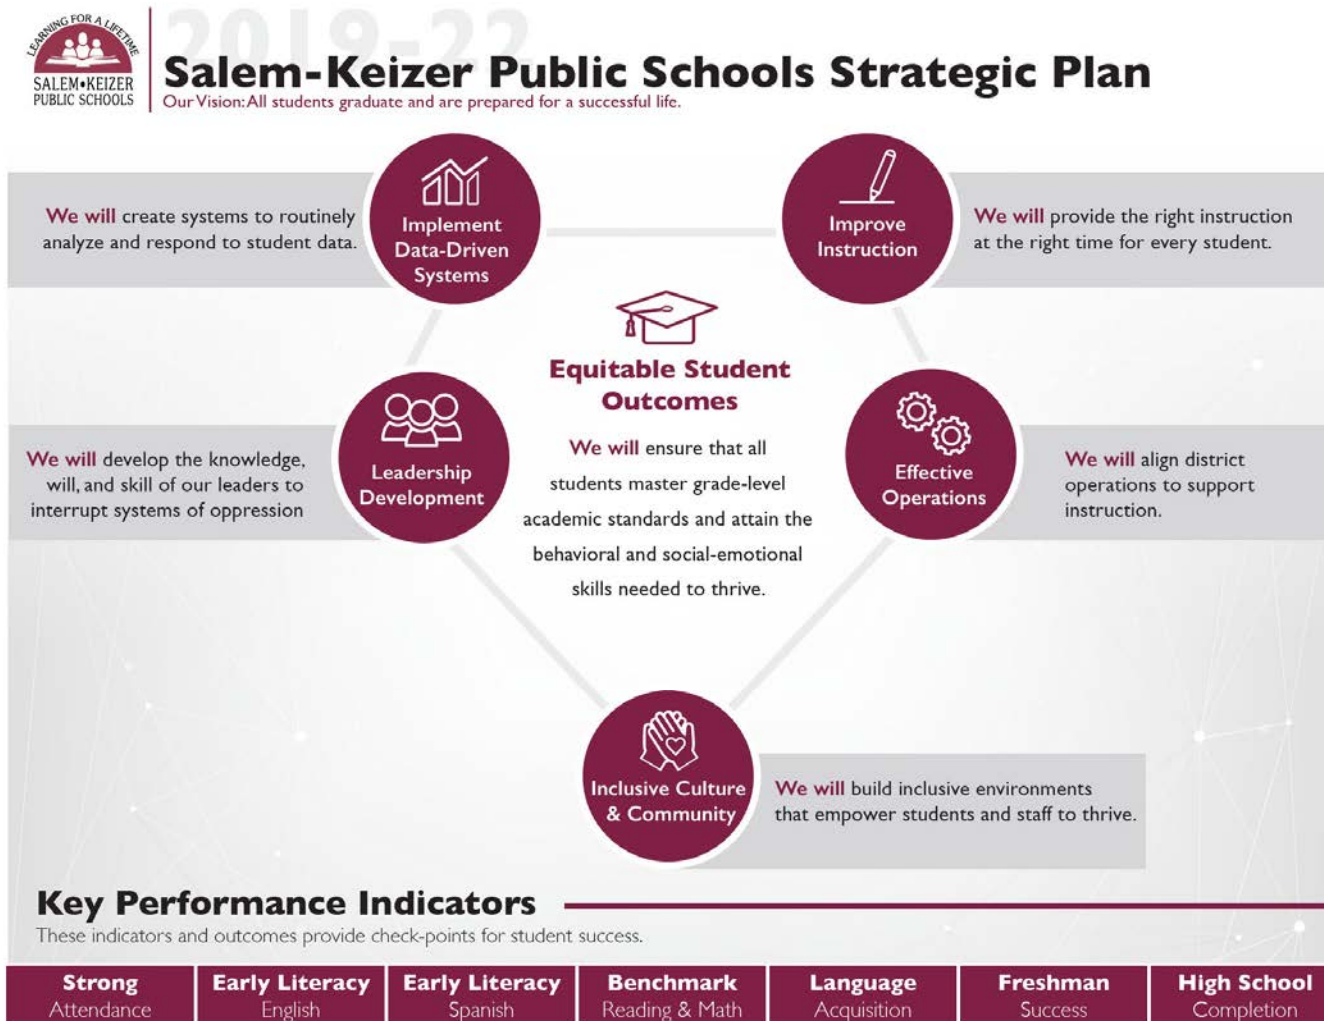 LEARNING FOR A LIFETIME
SALEM•KEIZER
PUBLIC SCHOOLS
2019-22
Salem-Keizer Public Schools Strategic Plan
Our Vision: All students graduate and are prepared for a successful life.
Implement
Data-Driven
Systems
We will create systems to routinely
analyze and respond to student data.
Improve
Instruction
We will provide the right instruction
at the right time for every student.
Equitable Student
Outcomes
We will ensure that all
students master grade-level
academic standards and attain the
behavioral and social-emotional
skills needed to thrive.
Leadership
Development
We will develop the knowledge,
will, and skill of our leaders to
interrupt systems of oppression
Effective
Operations
We will align district
operations to support
instruction.
Inclusive Culture
& Community
We will build inclusive environments
that empower students and staff to thrive.
Key Performance Indicators
These indicators and outcomes provide check-points for student success.
Strong
Attendance
Early Literacy
English
Early Literacy
Spanish
Benchmark
Reading & Math
Language
Acquisition
Freshman
Success
High School
Completion